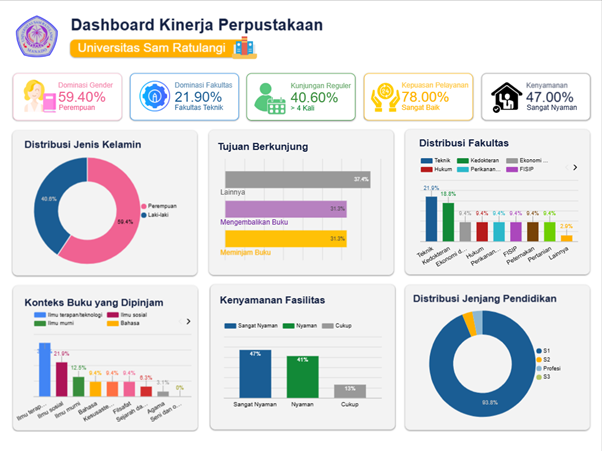 Dashboard Kinerja Perpustakaan
Universitas Sam Ratulangi
Dominasi Gender
59.40%
Perempuan
Dominasi Fakultas
21.90%
Fakultas Teknik
Kunjungan Reguler
40.60%
> 4 Kali
Kepuasan Pelayanan
78.00%
Sangat Baik
Kenyamanan
47.00%
Sangat Nyaman
Distribusi Jenis Kelamin
40.6%
59.4%
Perempuan
Laki-laki
Tujuan Berkunjung
37.4%
Lainnya
31.3%
Mengembalikan Buku
31.3%
Meminjam Buku
Distribusi Fakultas
Teknik
Kedokteran
Ekonomi ...
Hukum
Perikanan...
FISIP
21.9%
18.8%
9.4%
9.4%
9.4%
9.4%
9.4%
9.4%
Teknik
Kedokteran
Ekonomi d...
Hukum
Perikanan...
FISIP
Peternakan
Pertanian
Lainnya
Konteks Buku yang Dipinjam
Ilmu terapan/teknologi
Ilmu sosial
Ilmu murni
Bahasa
21.9%
12.5%
9.4%
9.4%
9.4%
6.3%
3.1%
0%
Ilmu terap...
Ilmu sosial
Ilmu murni
Bahasa
Kesusaste...
Filsafat
Sejarah da...
Agama
Seni dan o...
Kenyamanan Fasilitas
Sangat Nyaman
Nyaman
Cukup
47%
41%
13%
Sangat Nyaman
Nyaman
Cukup
Distribusi Jenjang Pendidikan
93.8%
S1
S2
Profesi
S3